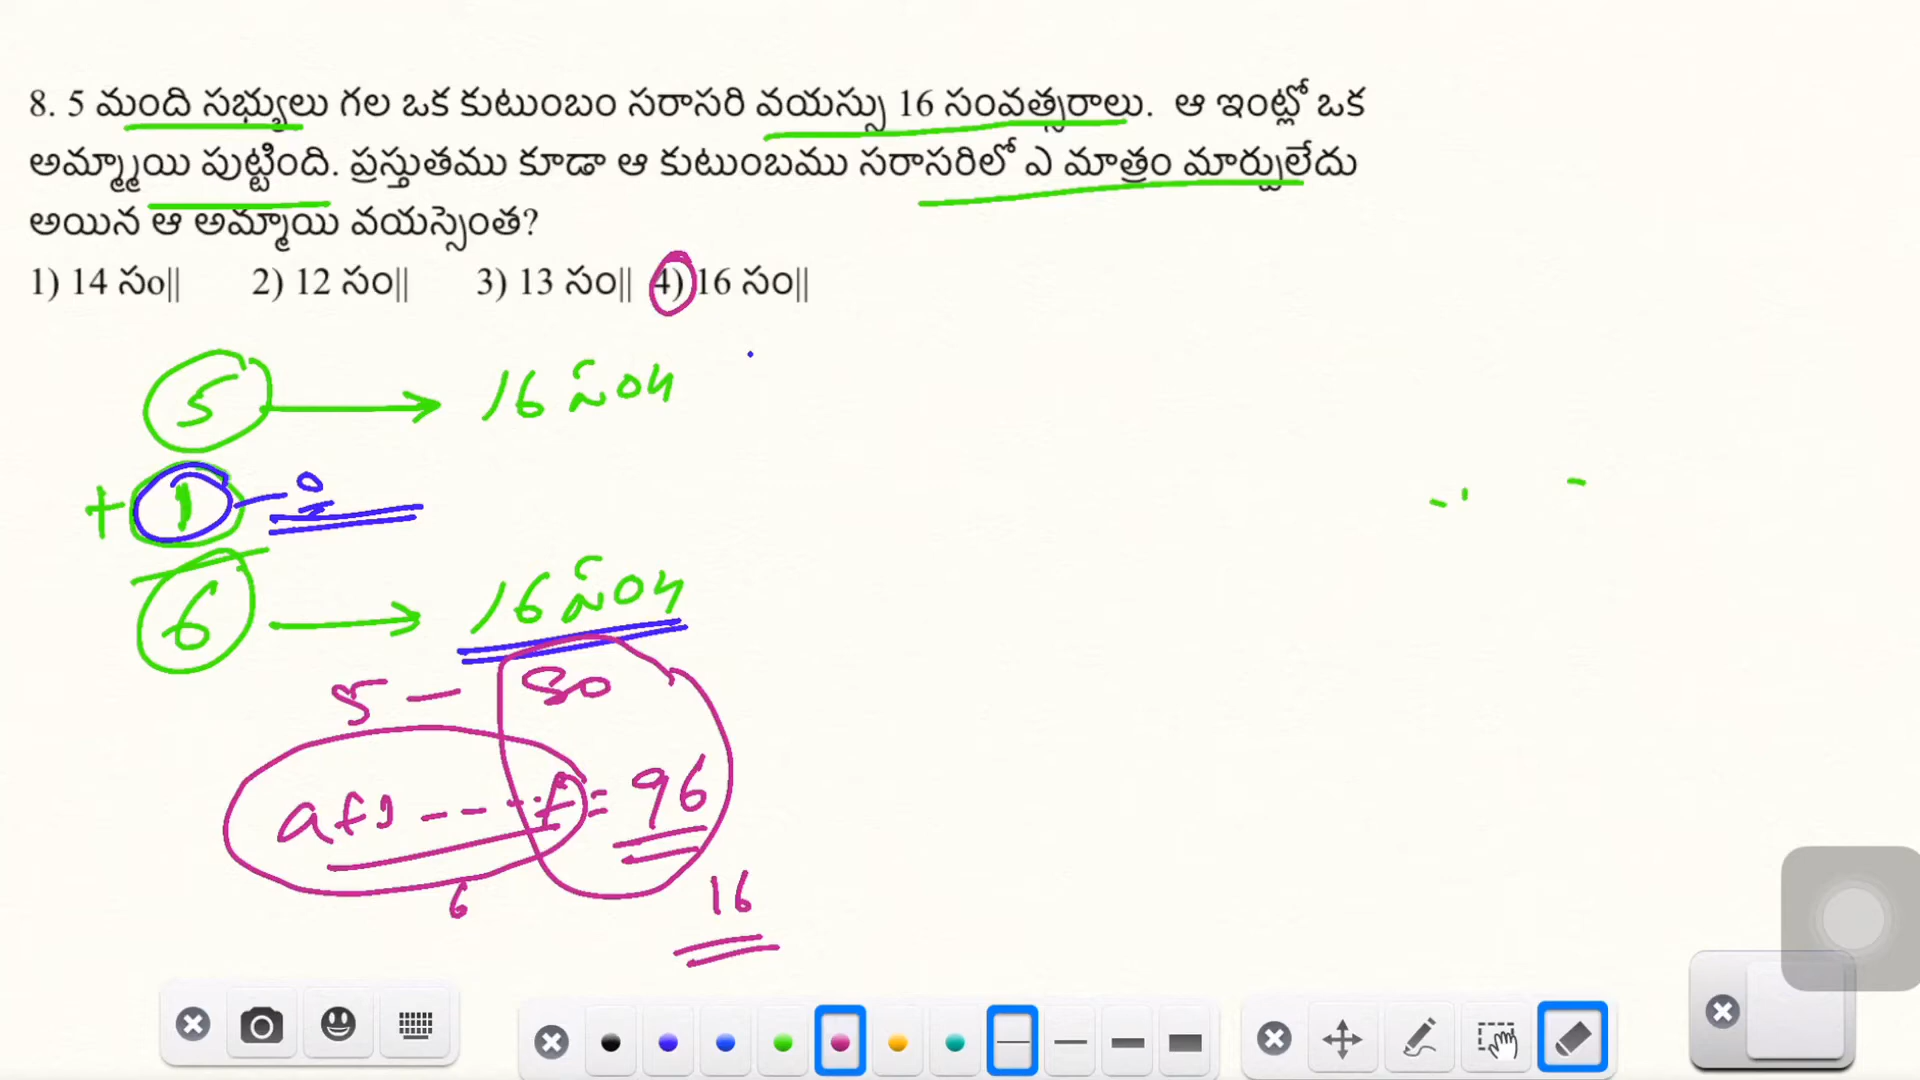 8. 5 మంది సభ్యులు గల ఒక కుటుంబం సరాసరి వయస్సు 16 సంవత్సరాలు. ఆ ఇంట్లో ఒక
అమ్మాయి పుట్టింది. ప్రస్తుతము కూడా ఆ కుటుంబము సరాసరిలో ఎ మాత్రం మార్పులేదు
అయిన ఆ అమ్మాయి వయస్సెంత?
1) 14 సం|| 2) 12 సం|| 3) 13 సం|| 4) 16 సం||
5 → 16
+ 1 -
6 → 16
5 - 80
= 96
6
16